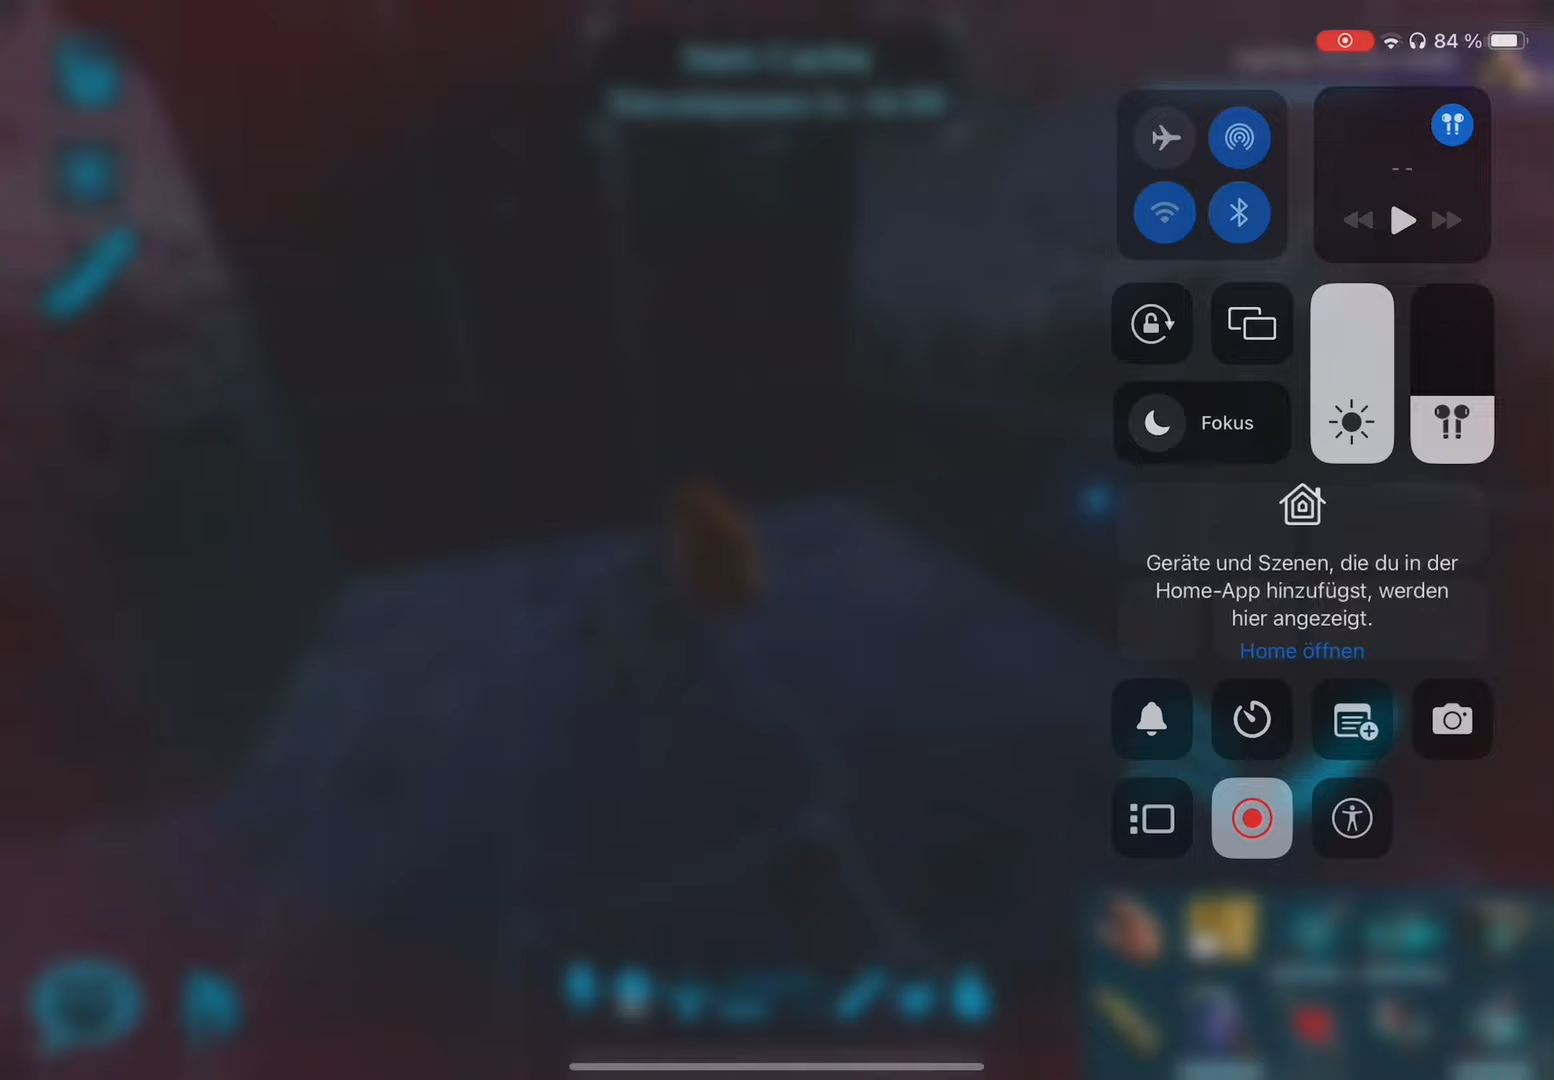 84 %
- -
Fokus
Geräte und Szenen, die du in der
Home-App hinzufügst, werden
hier angezeigt.
Home öffnen